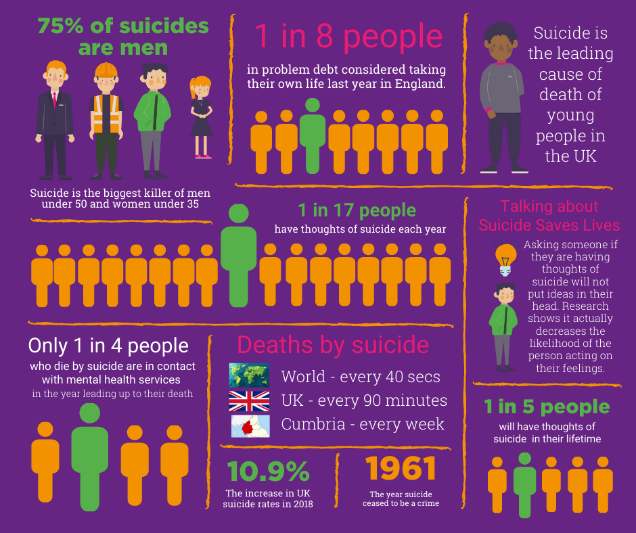 75% of suicides
are men
Suicide is the biggest killer of men
under 50 and women under 35
1 in 8 people
in problem debt considered taking
their own life last year in England.
Suicide is
the leading
cause of
death of
young
people in
the UK
1 in 17 people
have thoughts of suicide each year
Talking about
Suicide Saves Lives
Asking someone if
they are having
thoughts of
suicide will not
put ideas in their
head. Research
shows it actually
decreases the
likelihood of the
person acting on
their feelings.
Only 1 in 4 people
who die by suicide are in contact
with mental health services
in the year leading up to their death
Deaths by suicide
World - every 40 secs
UK - every 90 minutes
Cumbria - every week
10.9%
The increase in UK
suicide rates in 2018
1961
The year suicide
ceased to be a crime
1 in 5 people
will have thoughts of
suicide in their lifetime